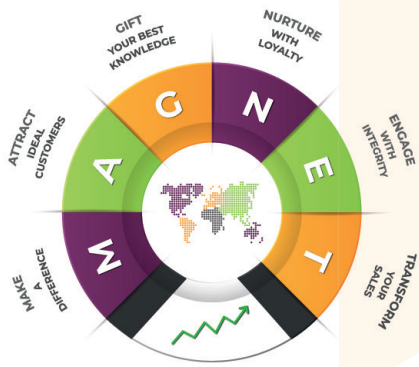 MAKE
A
DIFFERENCE
ATTRACT
IDEAL
CUSTOMERS
GIFT
YOUR BEST
KNOWLEDGE
NURTURE
WITH
LOYALTY
ENGAGE
WITH
INTEGRITY
TRANSFORM
YOUR
SALES
M
A
G
N
E
T